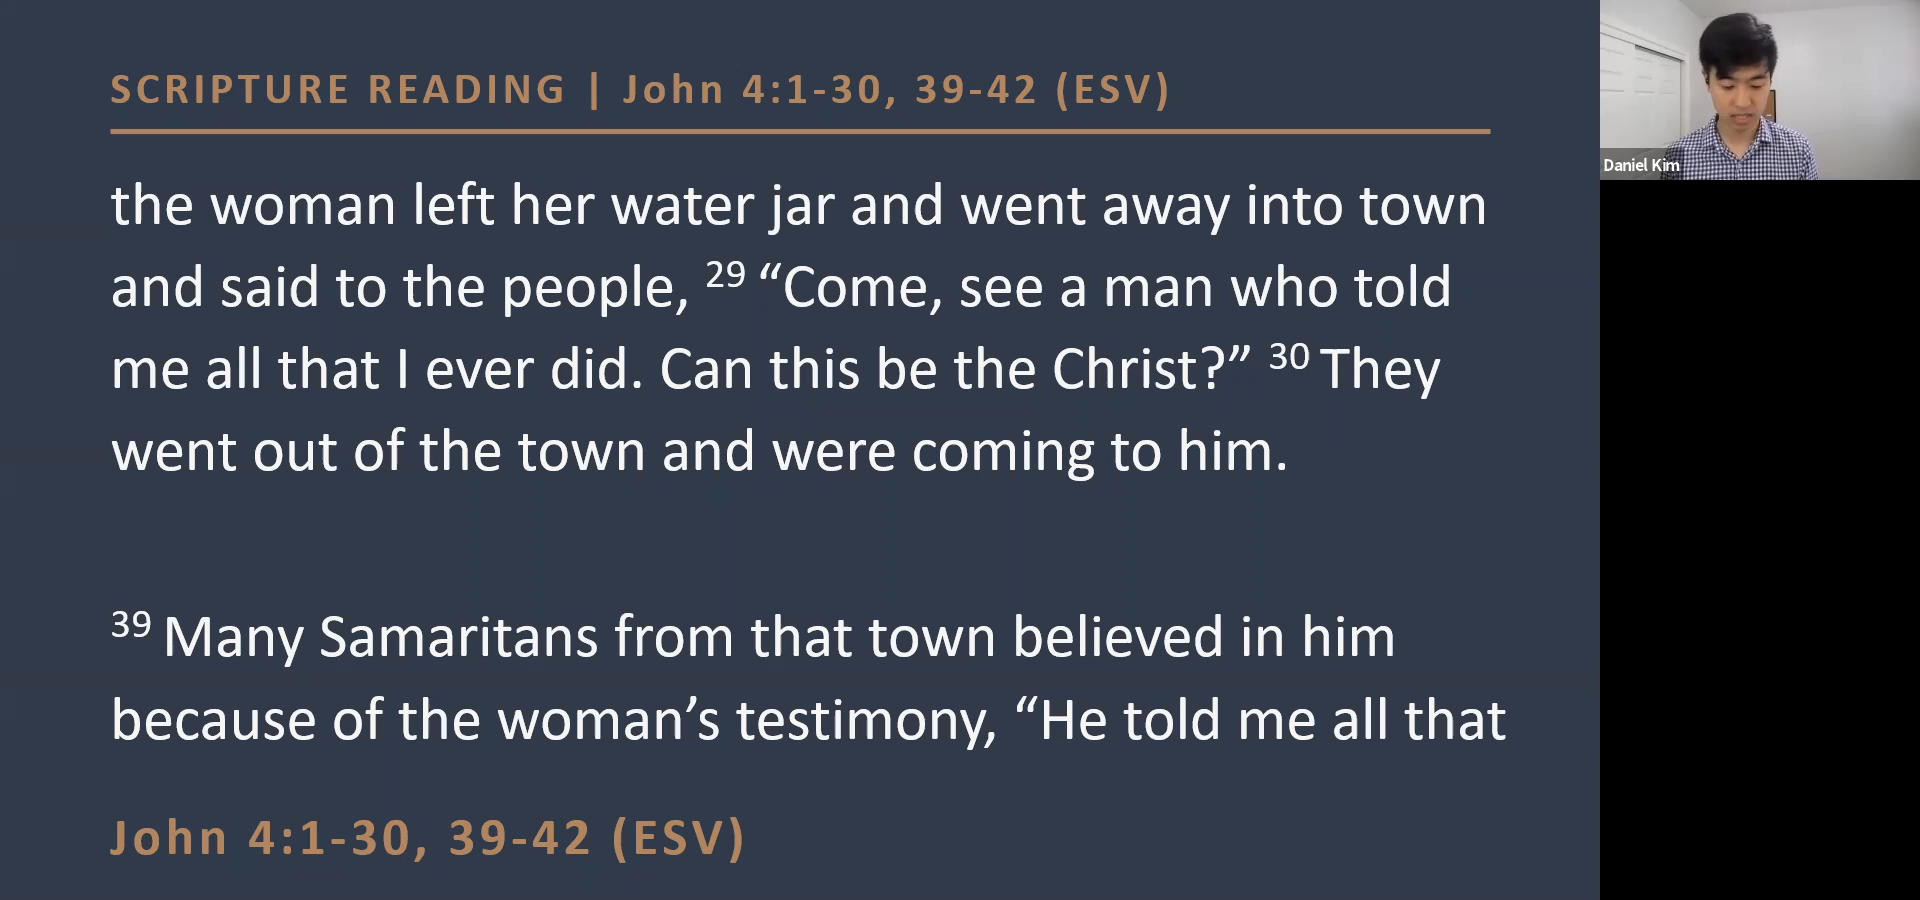 SCRIPTURE READING | John 4:1-30, 39-42 (ESV)
the woman left her water jar and went away into town
and said to the people, 29 “Come, see a man who told
me all that I ever did. Can this be the Christ?” 30 They
went out of the town and were coming to him.
39 Many Samaritans from that town believed in him
because of the woman’s testimony, “He told me all that
John 4:1-30, 39-42 (ESV)
Daniel Kim